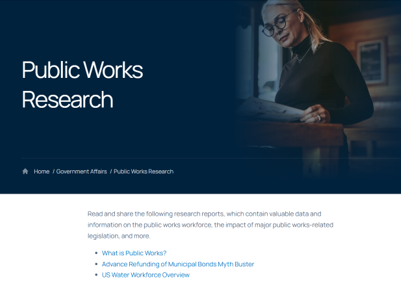 Public Works
Research
Home / Government Affairs / Public Works Research
Read and share the following research reports, which contain valuable data and
information on the public works workforce, the impact of major public works-related
legislation, and more.
What is Public Works?
Advance Refunding of Municipal Bonds Myth Buster
US Water Workforce Overview